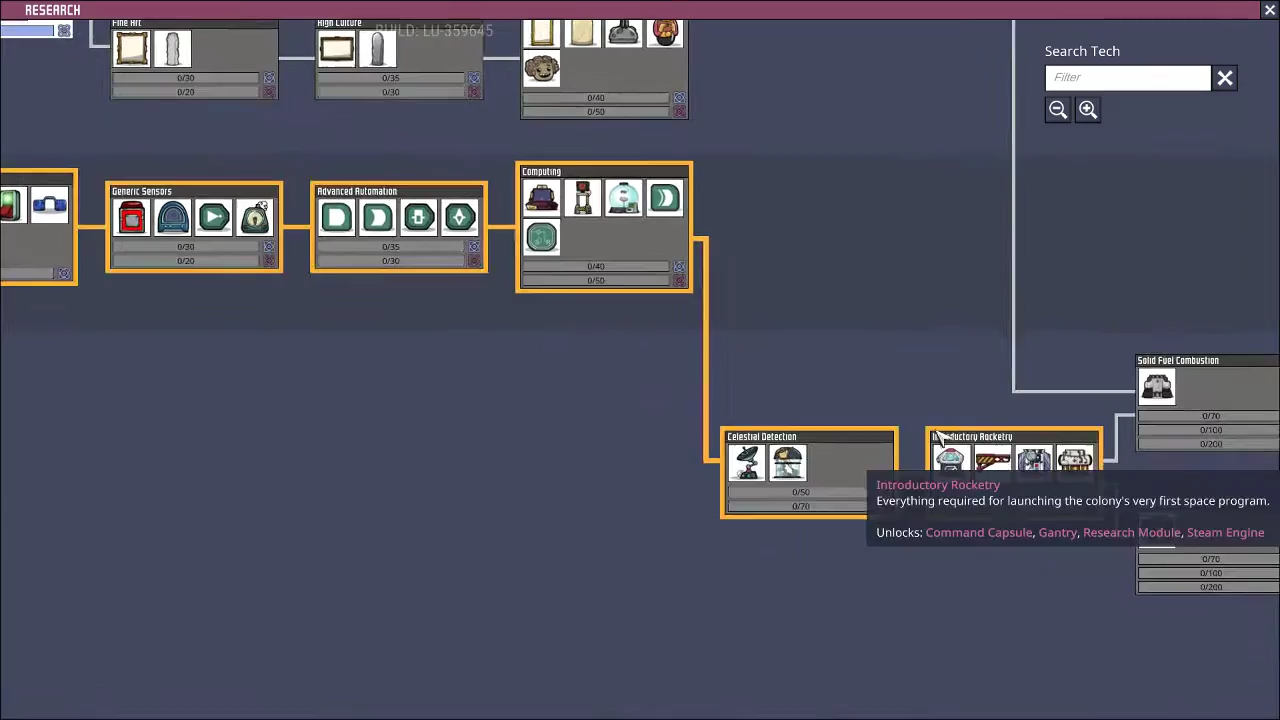 RESEARCH
BUILD: LU-359645
Fine Art
High Culture
0/30
0/20
0/35
0/30
0/40
0/50
Search Tech
Filter
Generic Sensors
0/30
0/20
Advanced Automation
0/35
0/30
Computing
0/40
0/50
Celestial Detection
0/50
0/70
Introductory Rocketry
Solid Fuel Combustion
0/70
0/100
0/200
Introductory Rocketry
Everything required for launching the colony's very first space program.
Unlocks: Command Capsule, Gantry, Research Module, Steam Engine
0/70
0/100
0/200